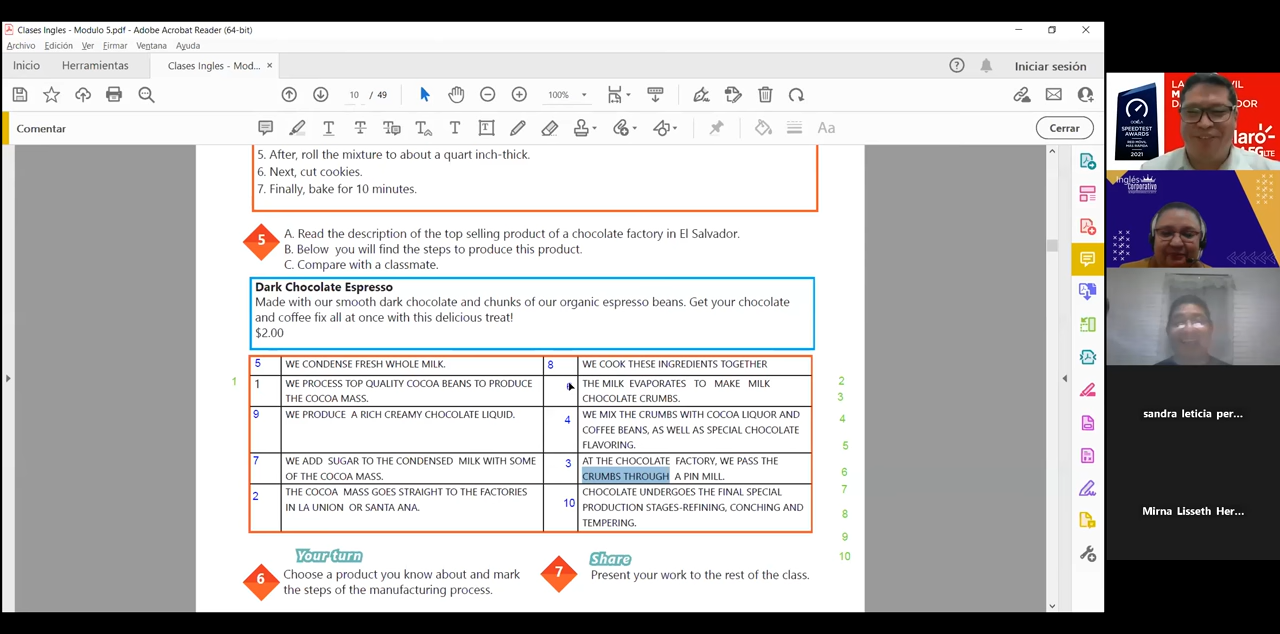 Clases Ingles - Modulo 5.pdf - Adobe Acrobat Reader (64-bit)
Archivo Edición Ver Firmar Ventana Ayuda
Inicio Herramientas Clases Ingles - Mod... × Iniciar sesión
10 / 49 100%
Comentar Cerrar
5. After, roll the mixture to about a quart inch-thick.
6. Next, cut cookies.
7. Finally, bake for 10 minutes.
5
A. Read the description of the top selling product of a chocolate factory in El Salvador.
B. Below you will find the steps to produce this product.
C. Compare with a classmate.
Dark Chocolate Espresso
Made with our smooth dark chocolate and chunks of our organic espresso beans. Get your chocolate
and coffee fix all at once with this delicious treat!
$2.00
5 WE CONDENSE FRESH WHOLE MILK.
8 WE COOK THESE INGREDIENTS TOGETHER
1 WE PROCESS TOP QUALITY COCOA BEANS TO PRODUCE
THE COCOA MASS.
THE MILK EVAPORATES TO MAKE MILK
CHOCOLATE CRUMBS.
9 WE PRODUCE A RICH CREAMY CHOCOLATE LIQUID.
4 WE MIX THE CRUMBS WITH COCOA LIQUOR AND
COFFEE BEANS, AS WELL AS SPECIAL CHOCOLATE
FLAVORING.
7 WE ADD SUGAR TO THE CONDENSED MILK WITH SOME
OF THE COCOA MASS.
3 AT THE CHOCOLATE FACTORY, WE PASS THE
CRUMBS THROUGH A PIN MILL.
2 THE COCOA MASS GOES STRAIGHT TO THE FACTORIES
IN LA UNION OR SANTA ANA.
10 CHOCOLATE UNDERGOES THE FINAL SPECIAL
PRODUCTION STAGES-REFINING, CONCHING AND
TEMPERING.
1
2
3
4
5
6
7
8
9
10
Your turn
6 Choose a product you know about and mark
the steps of the manufacturing process.
Share
7 Present your work to the rest of the class.
SPEEDTEST
AWARDS
2021
Inglés
Corporativo
sandra leticia per...
Mirna Lisseth Her...